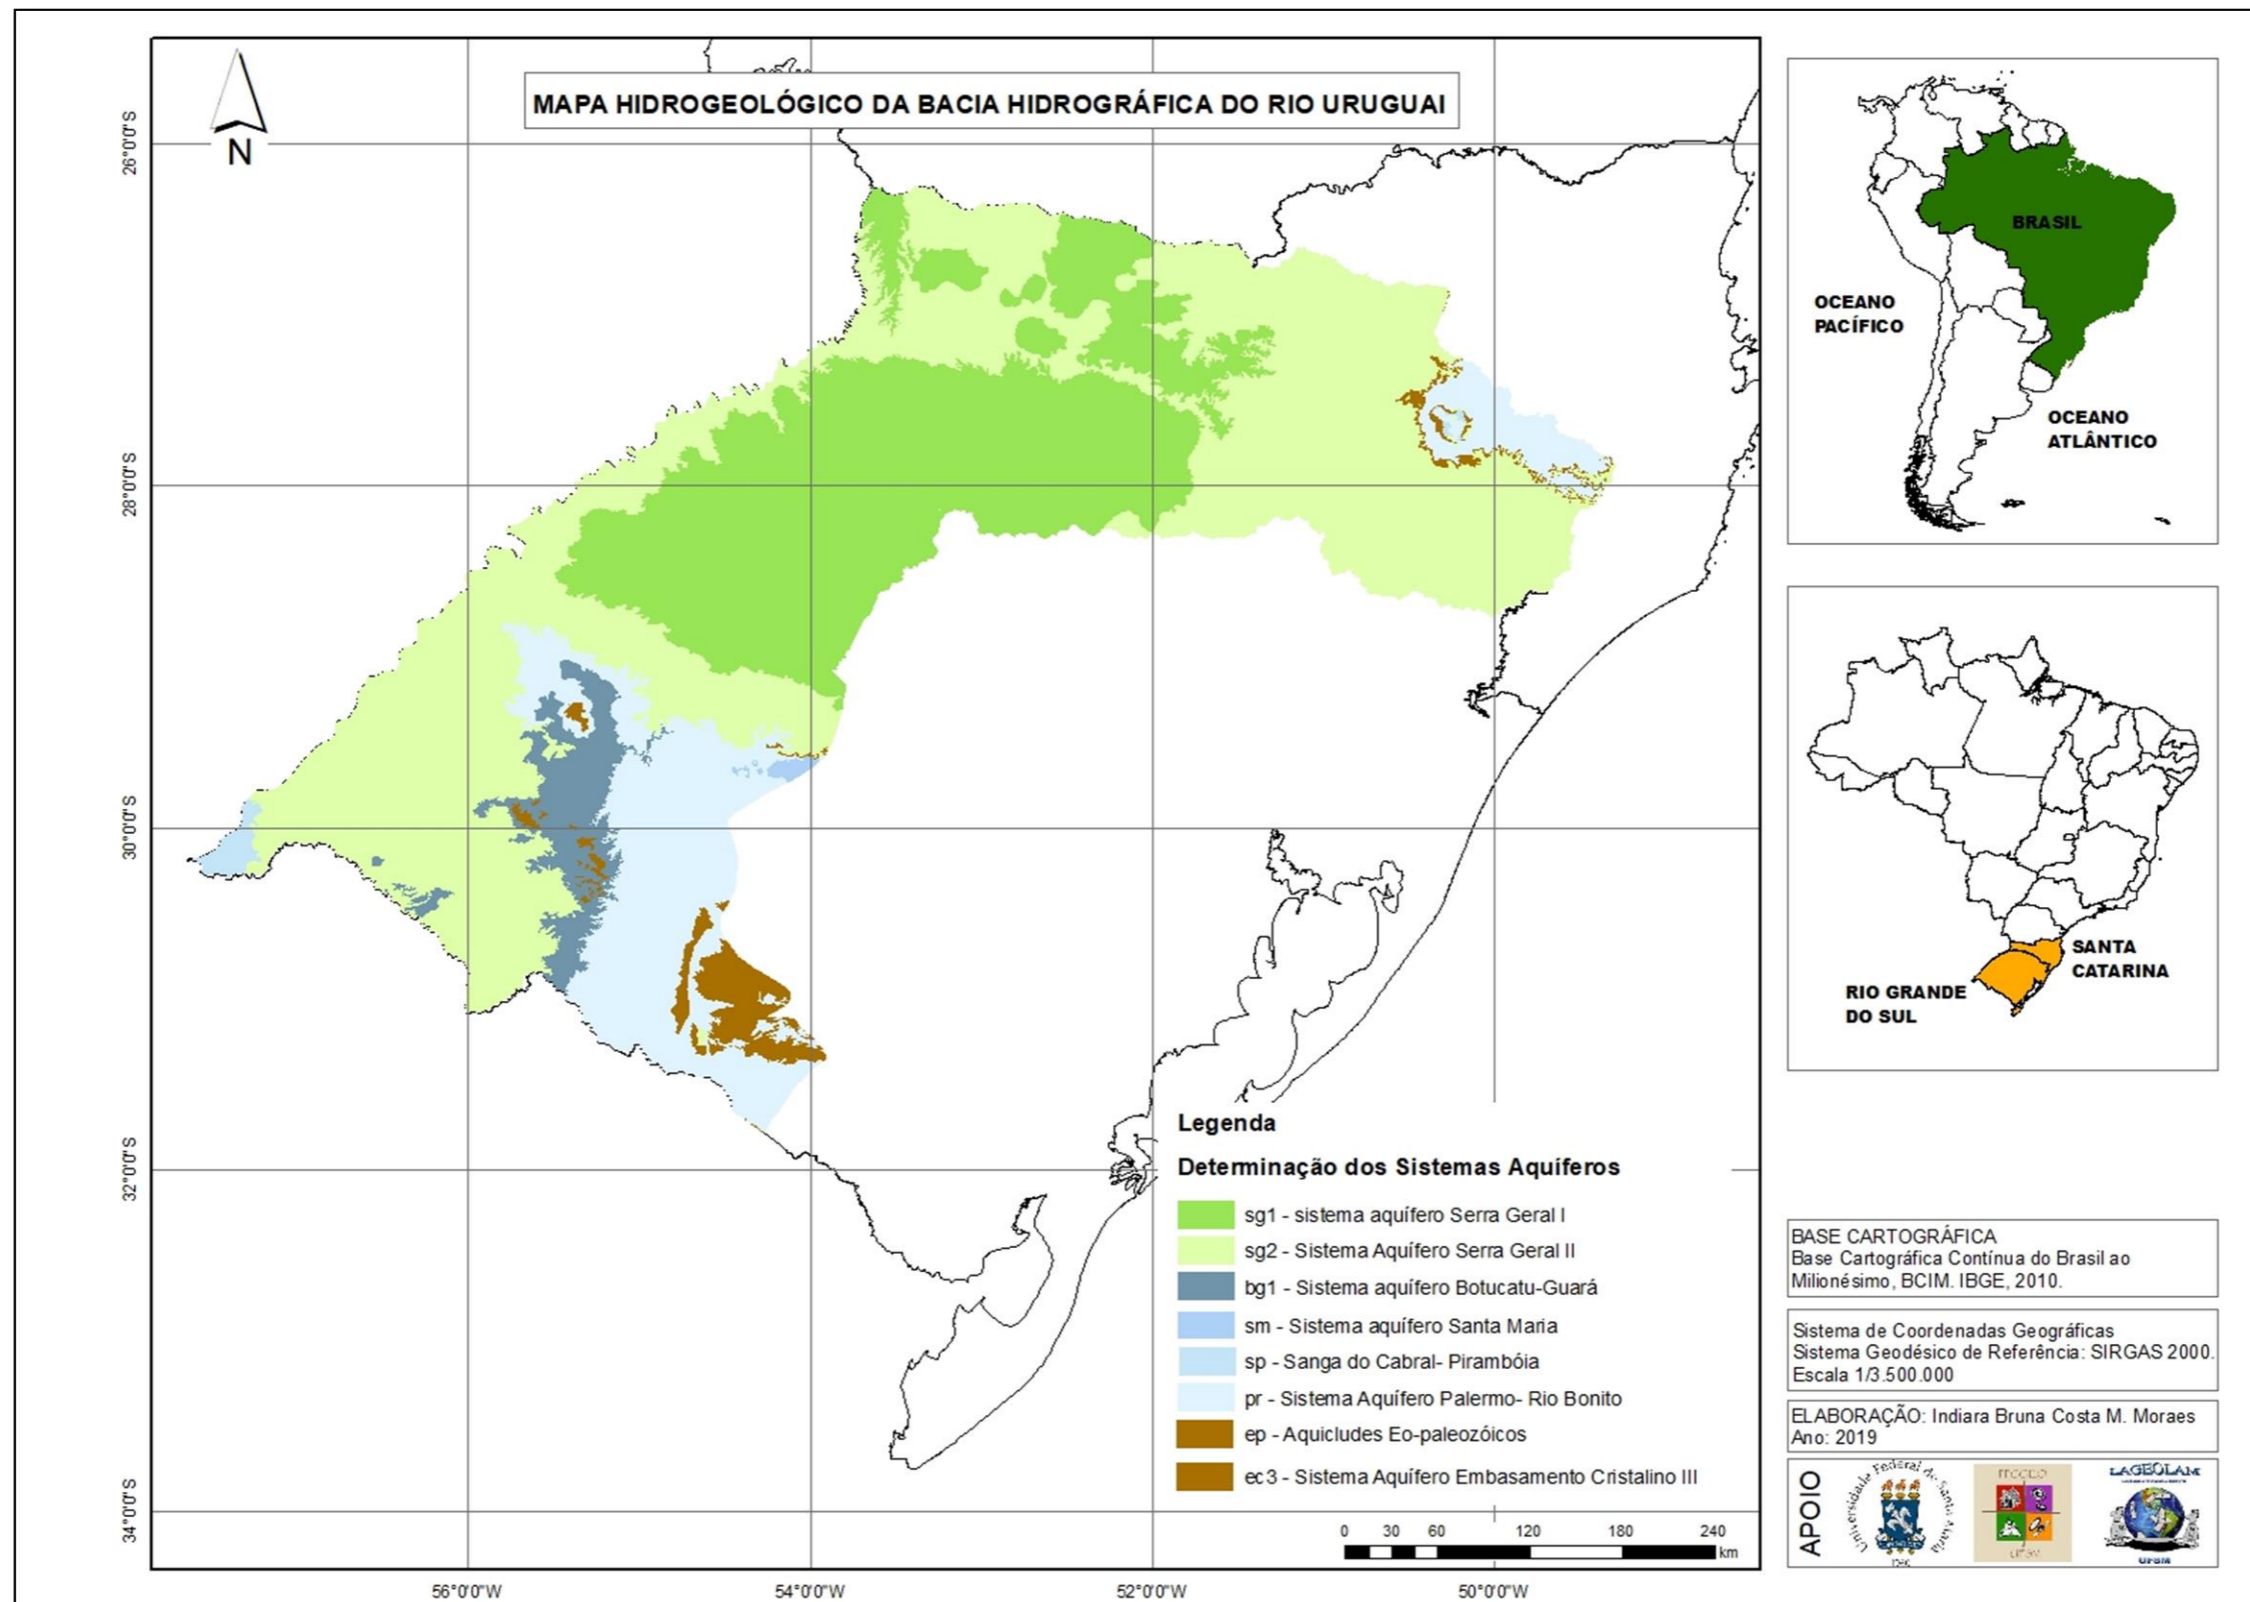 MAPA HIDROGEOLÓGICO DA BACIA HIDROGRÁFICA DO RIO URUGUAI
N
26°0'0"S
28°0'0"S
30°0'0"S
32°0'0"S
34°0'0"S
56°0'0"W
54°0'0"W
52°0'0"W
50°0'0"W
Legenda
Determinação dos Sistemas Aquíferos
sg1 - sistema aquífero Serra Geral I
sg2 - Sistema Aquífero Serra Geral II
bg1 - Sistema aquífero Botucatu-Guará
sm - Sistema aquífero Santa Maria
sp - Sanga do Cabral- Pirambóia
pr - Sistema Aquífero Palermo- Rio Bonito
ep - Aquicludes Eo-paleozóicos
ec3 - Sistema Aquífero Embasamento Cristalino III
0 30 60 120 180 240
km
BRASIL
OCEANO
PACÍFICO
OCEANO
ATLÂNTICO
SANTA
CATARINA
RIO GRANDE
DO SUL
BASE CARTOGRÁFICA
Base Cartográfica Contínua do Brasil ao
Milionésimo, BCIM. IBGE, 2010.
Sistema de Coordenadas Geográficas
Sistema Geodésico de Referência: SIRGAS 2000.
Escala 1/3.500.000
ELABORAÇÃO: Indiara Bruna Costa M. Moraes
Ano: 2019
APOIO
Universidade Federal de Santa Maria
LAGEOLAM
UFSM